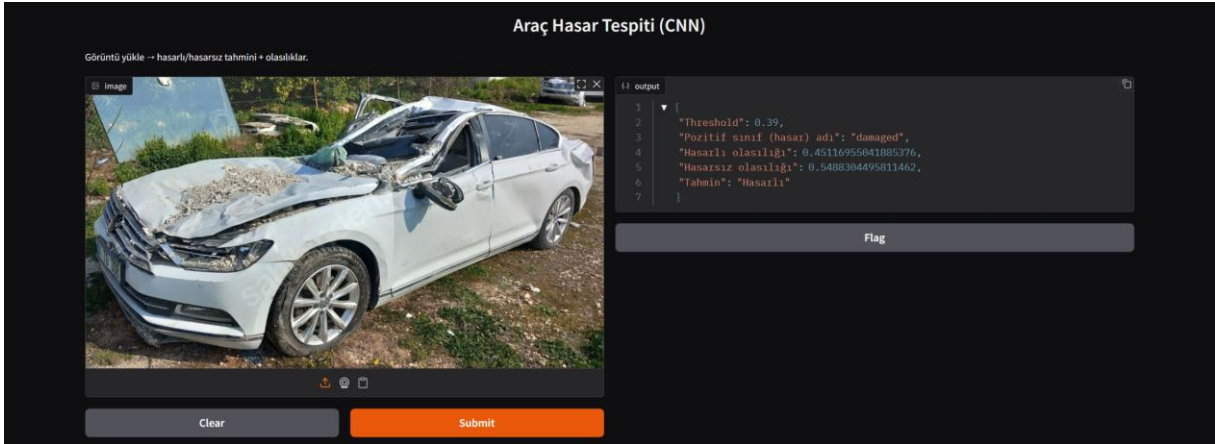 Araç Hasar Tespiti (CNN)
Görüntü yükle → hasarlı/hasarsız tahmini + olasılıklar.
image
output
1 ▼ {
2 "Threshold": 0.39,
3 "Pozitif sınıf (hasar) adı": "damaged",
4 "Hasarlı olasılığı": 0.45116955041885376,
5 "Hasarsız olasılığı": 0.5488304495811462,
6 "Tahmin": "Hasarlı"
7 }
Flag
Clear
Submit